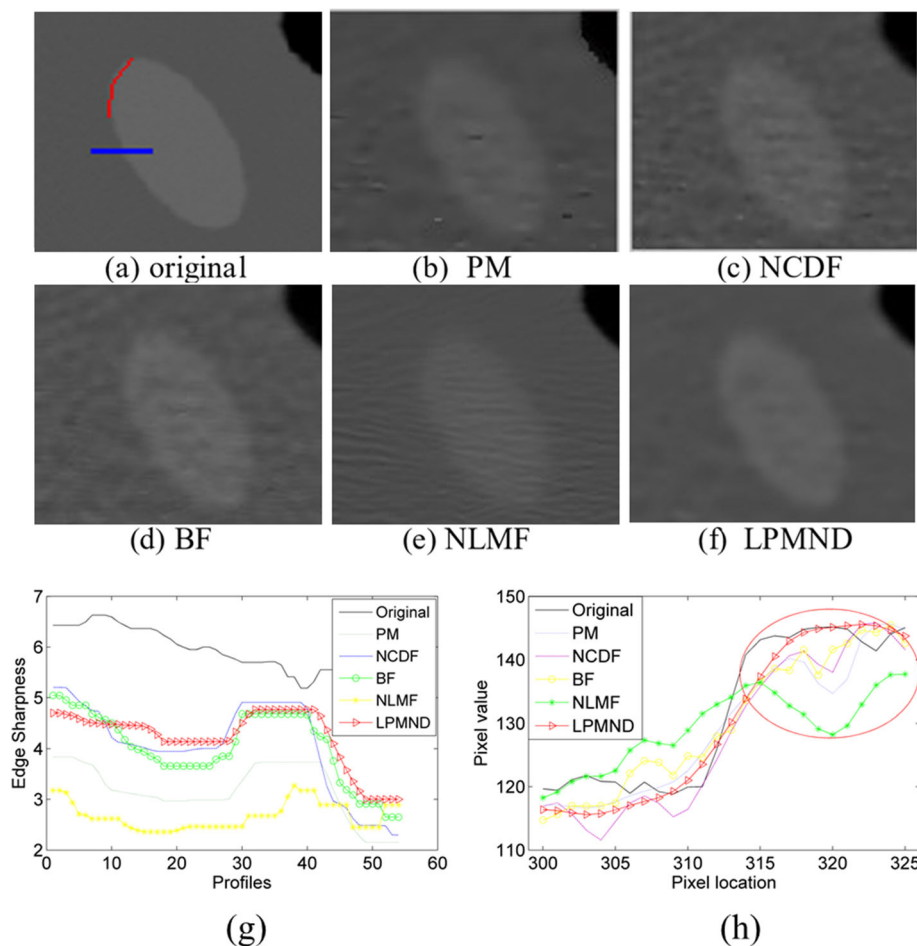 (a) original
(b) PM
(c) NCDF
(d) BF
(e) NLMF
(f) LPMND
7
6
5
4
3
2
0
10
20
30
40
50
60
Edge Sharpness
Profiles
Original
PM
NCDF
BF
NLMF
LPMND
(g)
150
140
130
120
110
300
305
310
315
320
325
Pixel value
Pixel location
Original
PM
NCDF
BF
NLMF
LPMND
(h)